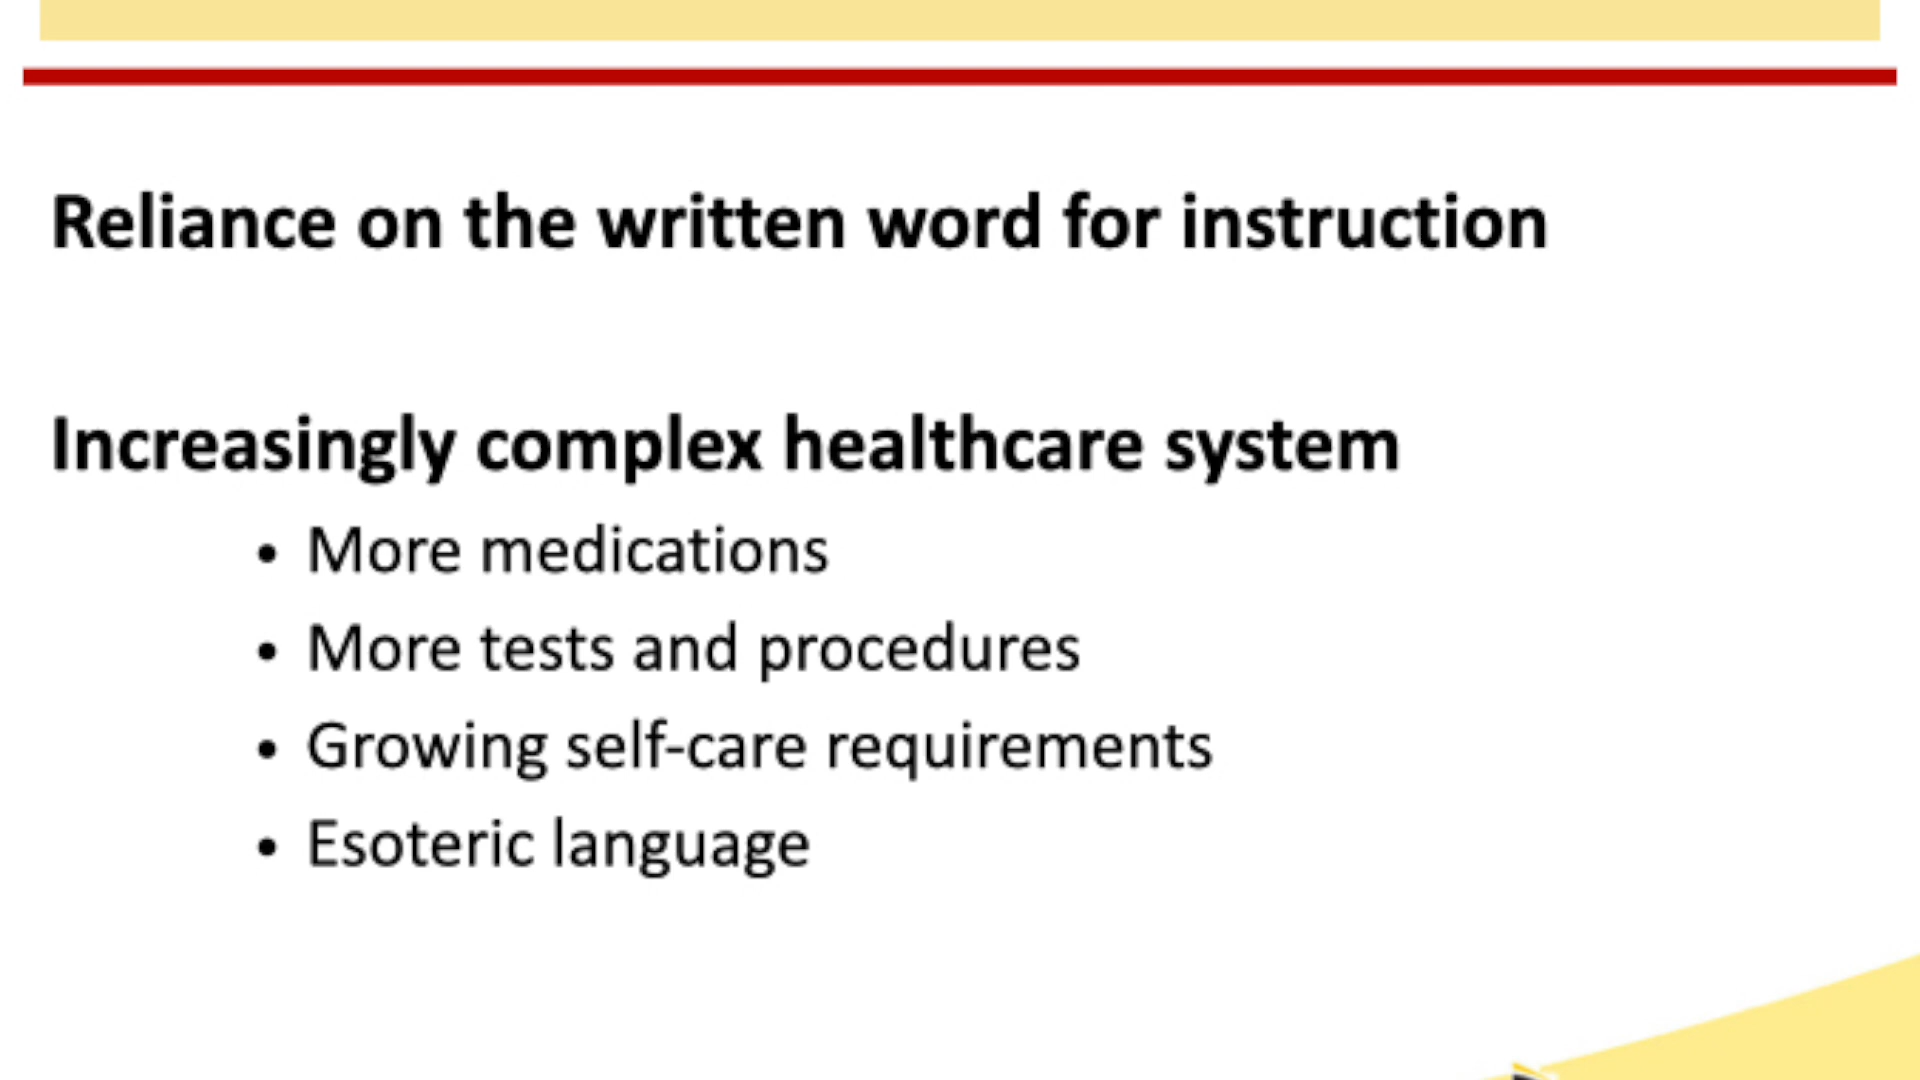 Reliance on the written word for instruction
Increasingly complex healthcare system
• More medications
• More tests and procedures
• Growing self-care requirements
• Esoteric language